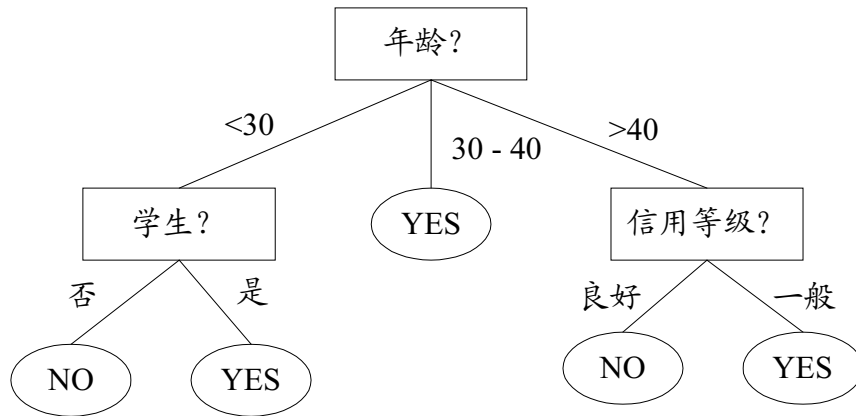 年龄？
<30
30 - 40
>40
学生？
YES
信用等级？
否
是
良好
一般
NO
YES
NO
YES